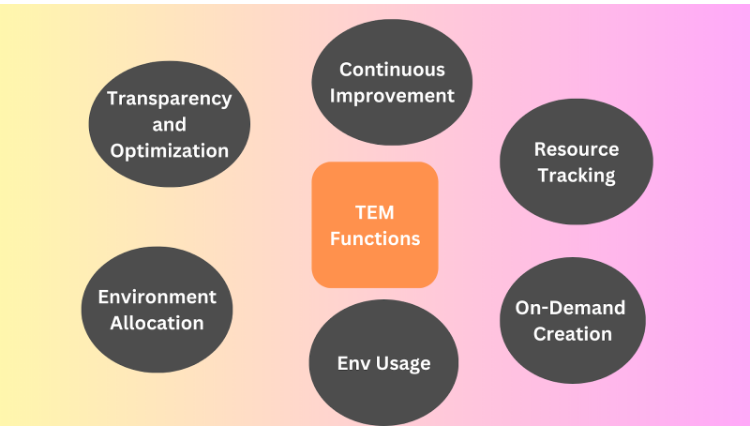 Continuous
Improvement
Transparency
and
Optimization
Resource
Tracking
TEM
Functions
Environment
Allocation
On-Demand
Creation
Env Usage